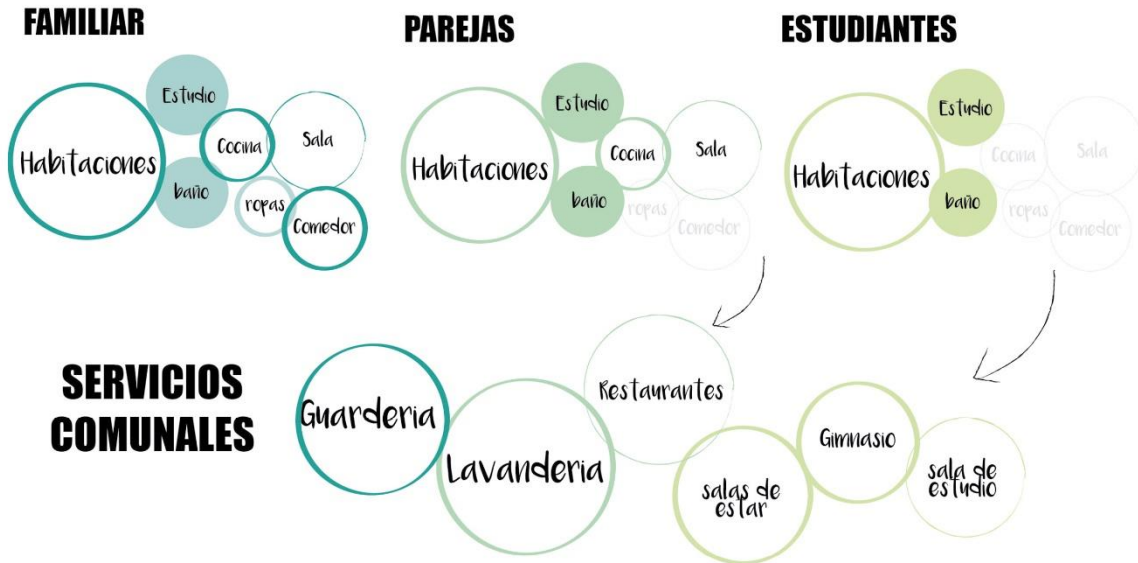 FAMILIAR
Estudio
Habitaciones
Cocina
Sala
baño
ropas
Comedor
PAREJAS
Estudio
Habitaciones
Cocina
Sala
baño
ropas
Comedor
ESTUDIANTES
Estudio
Habitaciones
Cocina
Sala
baño
ropas
Comedor
SERVICIOS
COMUNALES
Guarderia
Lavanderia
Restaurantes
salas de
estar
Gimnasio
sala de
estudio